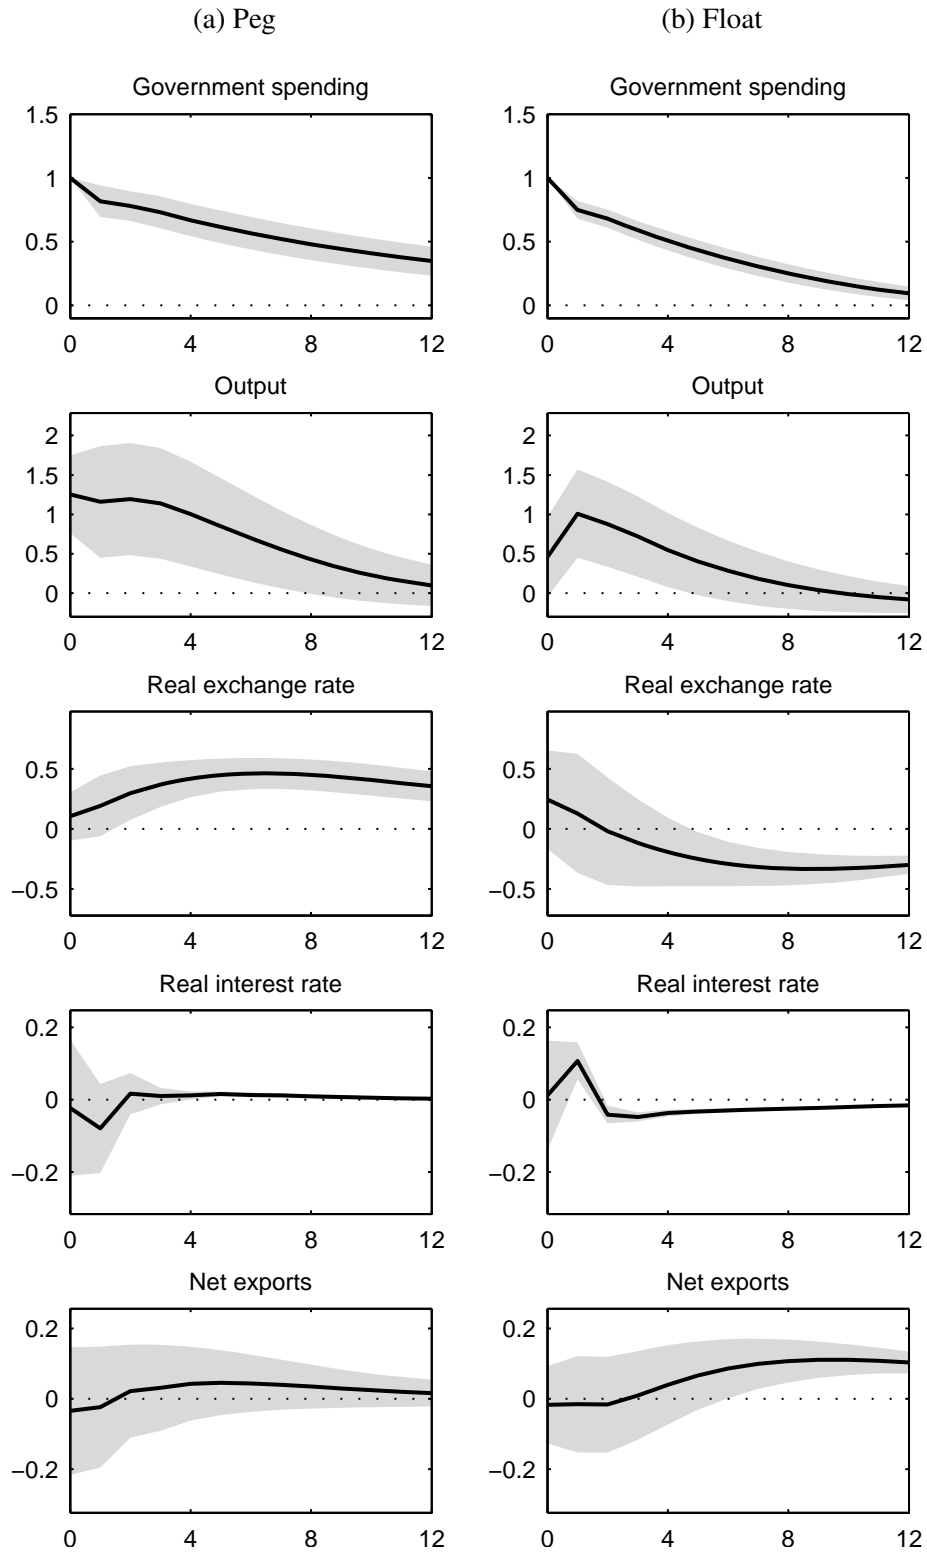 (a) Peg (b) Float
Government spending Government spending
1.5 1.5
1 1
0.5 0.5
0 0
0 4 8 12 0 4 8 12
Output Output
2 2
1.5 1.5
1 1
0.5 0.5
0 0
0 4 8 12 0 4 8 12
Real exchange rate Real exchange rate
0.5 0.5
0 0
−0.5 −0.5
0 4 8 12 0 4 8 12
Real interest rate Real interest rate
0.2 0.2
0 0
−0.2 −0.2
0 4 8 12 0 4 8 12
Net exports Net exports
0.2 0.2
0 0
−0.2 −0.2
0 4 8 12 0 4 8 12